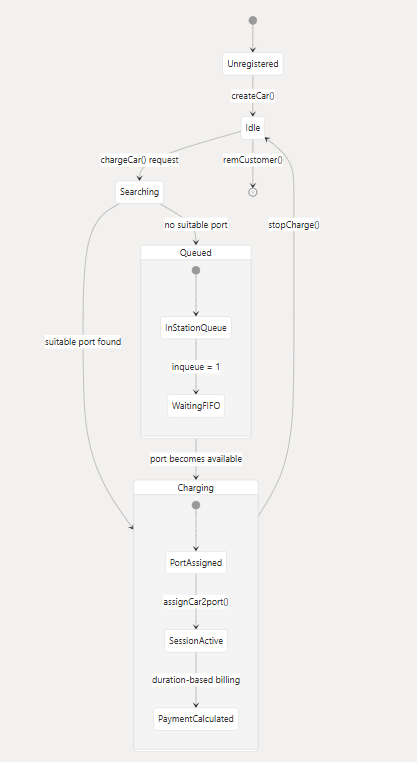 Unregistered
createCar()
Idle
chargeCar() request
remCustomer()
Searching
no suitable port
stopCharge()
Queued
InStationQueue
suitable port found
inqueue = 1
WaitingFIFO
port becomes available
Charging
PortAssigned
assignCar2port()
SessionActive
duration-based billing
PaymentCalculated